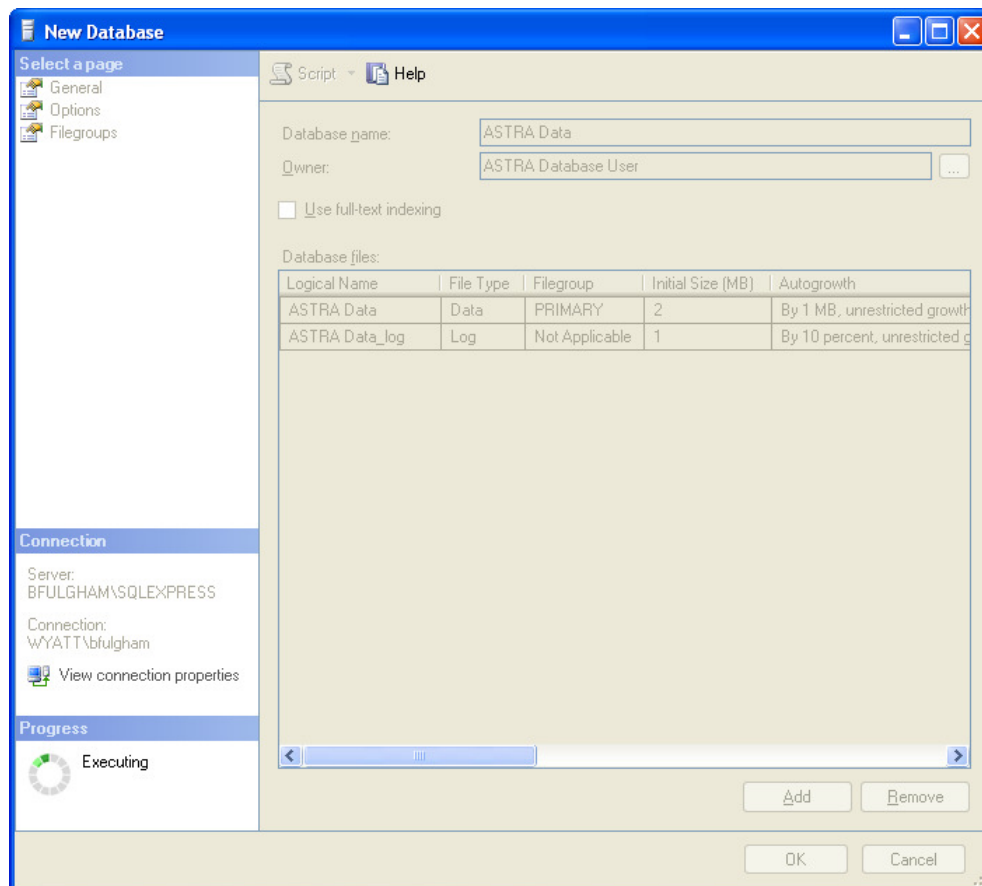 New Database
Select a page
General
Options
Filegroups
Script Help
Database name: ASTRA Data
Owner: ASTRA Database User ...
Use full-text indexing
Database files:
Logical Name File Type Filegroup Initial Size (MB) Autogrowth
ASTRA Data Data PRIMARY 2 By 1 MB, unrestricted growth
ASTRA Data_log Log Not Applicable 1 By 10 percent, unrestricted g
Connection
Server:
BFULGHAM\SQLEXPRESS
Connection:
WYATT\bfulgham
View connection properties
Progress
Executing
Add Remove
OK Cancel